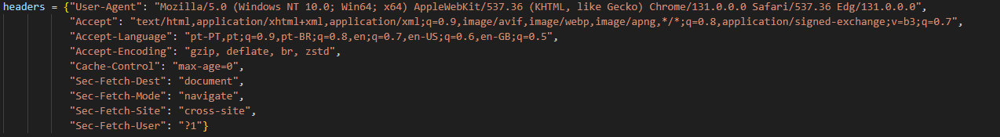 headers = {"User-Agent": "Mozilla/5.0 (Windows NT 10.0; Win64; x64) AppleWebKit/537.36 (KHTML, like Gecko) Chrome/131.0.0.0 Safari/537.36 Edg/131.0.0.0",
"Accept": "text/html,application/xhtml+xml,application/xml;q=0.9,image/avif,image/webp,image/apng,*/*;q=0.8,application/signed-exchange;v=b3;q=0.7",
"Accept-Language": "pt-PT,pt;q=0.9,pt-BR;q=0.8,en;q=0.7,en-US;q=0.6,en-GB;q=0.5",
"Accept-Encoding": "gzip, deflate, br, zstd",
"Cache-Control": "max-age=0",
"Sec-Fetch-Dest": "document",
"Sec-Fetch-Mode": "navigate",
"Sec-Fetch-Site": "cross-site",
"Sec-Fetch-User": "?1"}